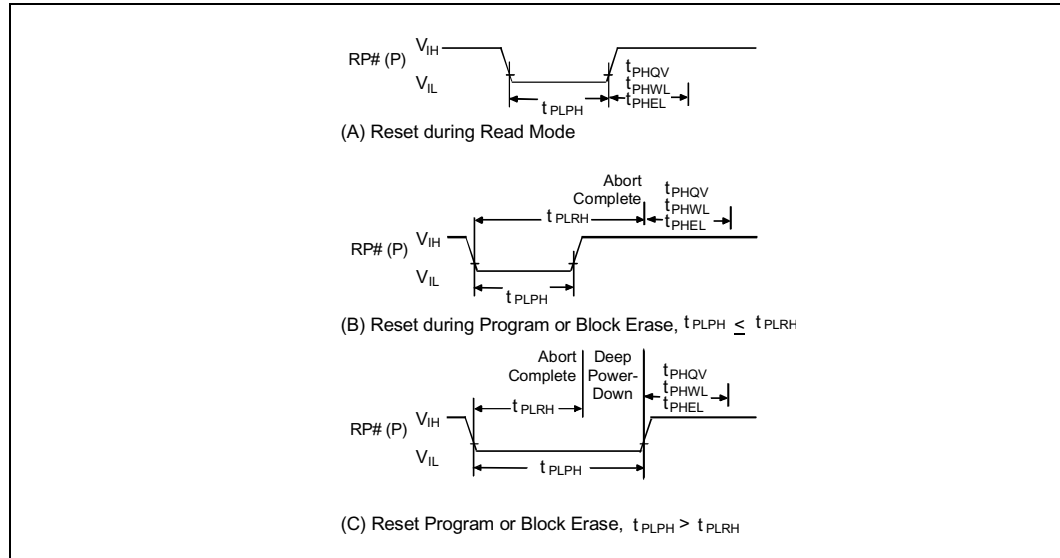 RP# (P)
V IH
V IL
t PLPH
t PHQV
t PHWL
t PHEL
(A) Reset during Read Mode
Abort
Complete
t PLRH
t PHQV
t PHWL
t PHEL
RP# (P)
V IH
V IL
t PLPH
(B) Reset during Program or Block Erase, t PLPH ≤ t PLRH
Abort
Complete
Deep
Power-
Down
t PLRH
t PHQV
t PHWL
t PHEL
RP# (P)
V IH
V IL
t PLPH
(C) Reset Program or Block Erase, t PLPH > t PLRH